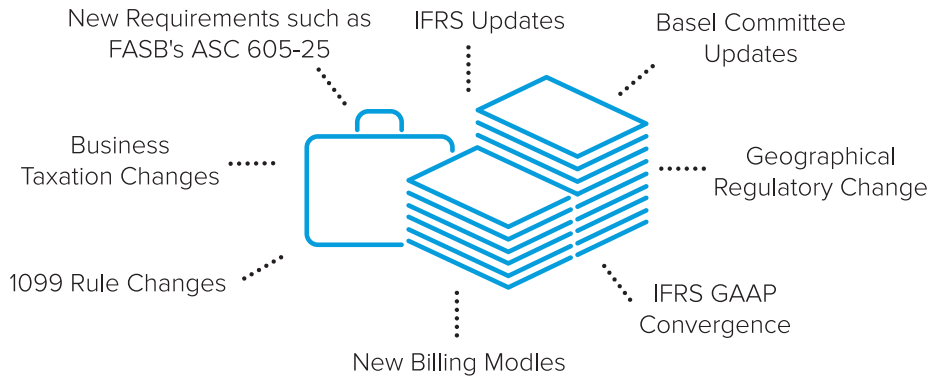 New Requirements such as
FASB's ASC 605-25
IFRS Updates
Basel Committee
Updates
Business
Taxation Changes
Geographical
Regulatory Change
1099 Rule Changes
IFRS GAAP
Convergence
New Billing Modles